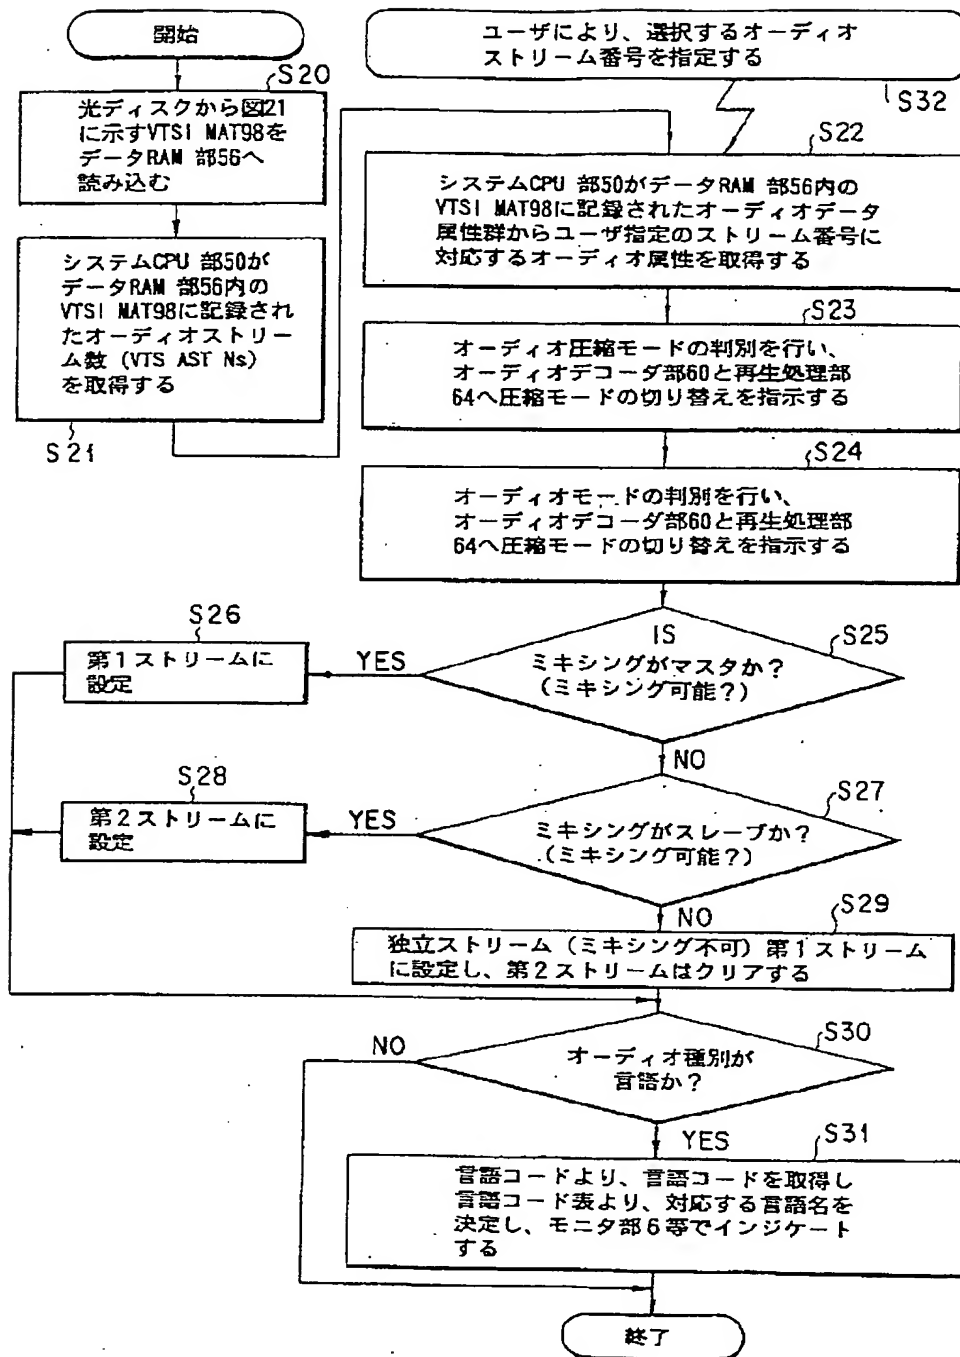 開始
S20
光ディスクから図21
に示すVTSI MAT98を
データRAM 部56へ
読み込む
システムCPU 部50が
データRAM 部56内の
VTSI MAT98に記録され
たオーディオストリー
ム数 (VTS AST Ns)
を取得する
S21
ユーザにより、選択するオーディオ
ストリーム番号を指定する
S32
S22
システムCPU 部50がデータRAM 部56内の
VTSI MAT98に記録されたオーディオデータ
属性群からユーザ指定のストリーム番号に
対応するオーディオ属性を取得する
S23
オーディオ圧縮モードの判別を行い、
オーディオデコーダ部60と再生処理部
64へ圧縮モードの切り替えを指示する
S24
オーディオモードの判別を行い、
オーディオデコーダ部60と再生処理部
64へ圧縮モードの切り替えを指示する
S25
IS
ミキシングがマスタか?
(ミキシング可能?)
YES
S26
第1ストリームに
設定
NO
S27
ミキシングがスレーブか?
(ミキシング可能?)
YES
S28
第2ストリームに
設定
NO
S29
独立ストリーム (ミキシング不可) 第1ストリーム
に設定し、第2ストリームはクリアする
S30
オーディオ種別が
言語か?
NO
YES
S31
言語コードより、言語コードを取得し
言語コード表より、対応する言語名を
決定し、モニタ部6等でインジケート
する
終了